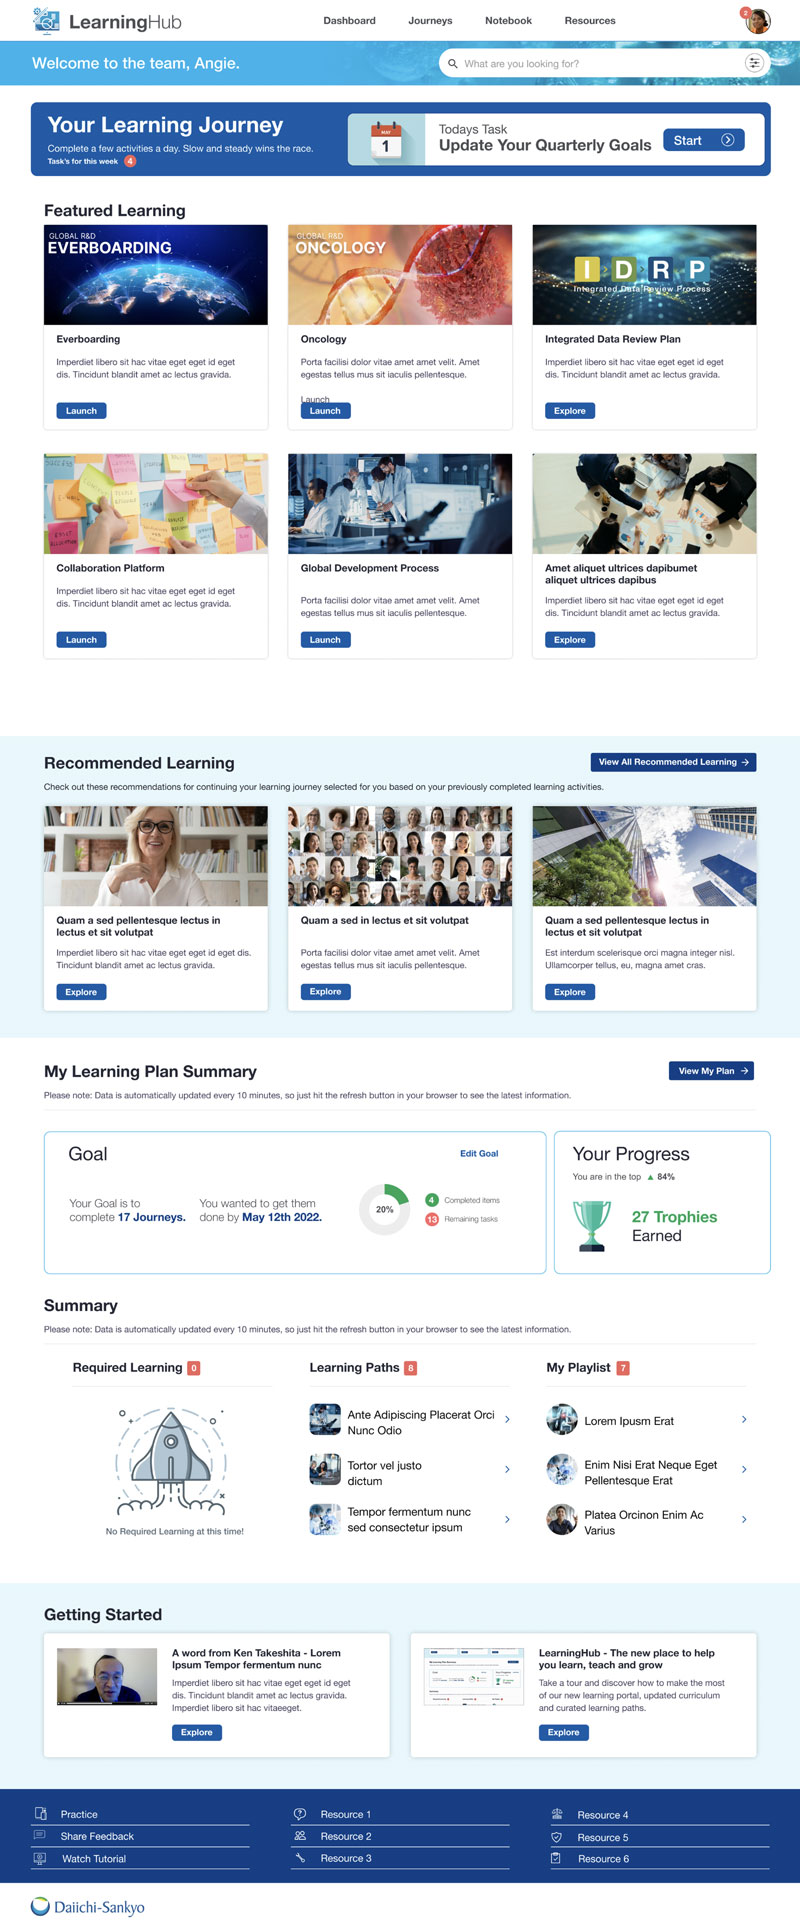 LearningHub
Dashboard Journeys Notebook Resources
2
Welcome to the team, Angie.
What are you looking for?
Your Learning Journey
Complete a few activities a day. Slow and steady wins the race.
Task's for this week 4
MAY
1
Todays Task
Update Your Quarterly Goals
Start
Featured Learning
GLOBAL R&D
EVERBOARDING
Everboarding
Imperdiet libero sit hac vitae eget eget id eget
dis. Tincidunt blandit amet ac lectus gravida.
Launch
GLOBAL R&D
ONCOLOGY
Oncology
Porta facilisi dolor vitae amet amet velit. Amet
egestas tellus mus sit iaculis pellentesque.
Launch
Launch
I D R P
Integrated Data Review Process
Integrated Data Review Plan
Imperdiet libero sit hac vitae eget eget id eget
dis. Tincidunt blandit amet ac lectus gravida.
Explore
Collaboration Platform
Imperdiet libero sit hac vitae eget eget id eget
dis. Tincidunt blandit amet ac lectus gravida.
Launch
Global Development Process
Porta facilisi dolor vitae amet amet velit. Amet
egestas tellus mus sit iaculis pellentesque.
Launch
Amet aliquet ultrices dapibumet
aliquet ultrices dapibus
Imperdiet libero sit hac vitae eget eget id eget
dis. Tincidunt blandit amet ac lectus gravida.
Explore
Recommended Learning
View All Recommended Learning
Check out these recommendations for continuing your learning journey selected for you based on your previously completed learning activities.
Quam a sed pellentesque lectus in
lectus et sit volutpat
Imperdiet libero sit hac vitae eget eget id eget dis.
Tincidunt blandit amet ac lectus gravida.
Explore
Quam a sed in lectus et sit volutpat
Porta facilisi dolor vitae amet amet velit. Amet
egestas tellus mus sit iaculis pellentesque.
Explore
Quam a sed pellentesque lectus in
lectus et sit volutpat
Est interdum scelerisque orci magna integer nisi.
Ullamcorper tellus, eu, magna amet cras.
Explore
My Learning Plan Summary
View My Plan
Please note: Data is automatically updated every 10 minutes, so just hit the refresh button in your browser to see the latest information.
Goal
Edit Goal
Your Goal is to
complete 17 Journeys.
You wanted to get them
done by May 12th 2022.
20%
4 Completed items
13 Remaining tasks
Your Progress
You are in the top ▲ 84%
27 Trophies
Earned
Summary
Please note: Data is automatically updated every 10 minutes, so just hit the refresh button in your browser to see the latest information.
Required Learning 0
No Required Learning at this time!
Learning Paths 8
Ante Adipiscing Placerat Orci
Nunc Odio
Tortor vel justo
dictum
Tempor fermentum nunc
sed consectetur ipsum
My Playlist 7
Lorem Ipusm Erat
Enim Nisi Erat Neque Eget
Pellentesque Erat
Platea Orcinon Enim Ac
Varius
Getting Started
A word from Ken Takeshita - Lorem
Ipsum Tempor fermentum nunc
Imperdiet libero sit hac vitae eget eget id eget
dis. Tincidunt blandit amet ac lectus gravida.
Imperdiet libero sit hac vitaeeget.
Explore
LearningHub - The new place to help
you learn, teach and grow
Take a tour and discover how to make the most
of our new learning portal, updated curriculum
and curated learning paths.
Explore
Practice
Share Feedback
Watch Tutorial
Resource 1
Resource 2
Resource 3
Resource 4
Resource 5
Resource 6
Daiichi-Sankyo